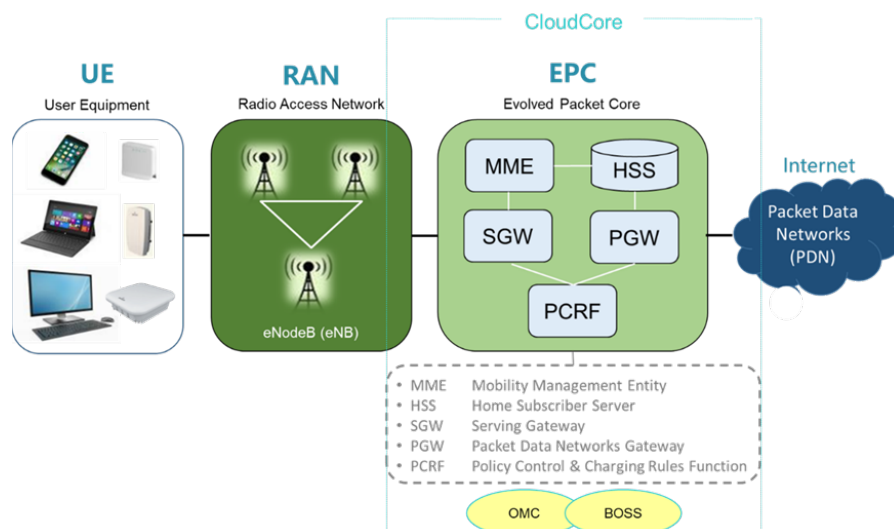 CloudCore
UE
User Equipment
RAN
Radio Access Network
eNodeB (eNB)
EPC
Evolved Packet Core
MME
HSS
SGW
PGW
PCRF
Internet
Packet Data
Networks
(PDN)
• MME Mobility Management Entity
• HSS Home Subscriber Server
• SGW Serving Gateway
• PGW Packet Data Networks Gateway
• PCRF Policy Control & Charging Rules Function
OMC
BOSS